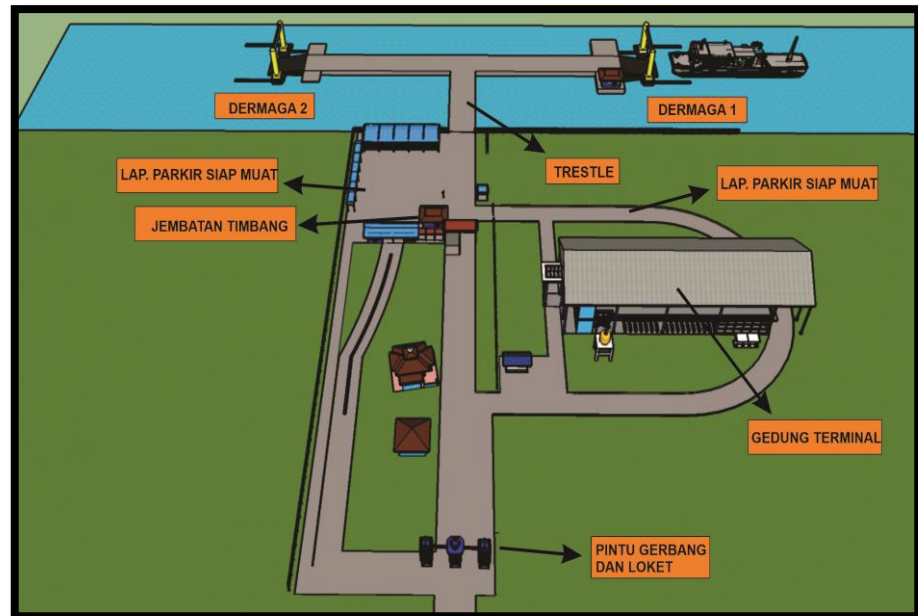 DERMAGA 2
DERMAGA 1
TRESTLE
LAP. PARKIR SIAP MUAT
LAP. PARKIR SIAP MUAT
JEMBATAN TIMBANG
GEDUNG TERMINAL
PINTU GERBANG
DAN LOKET